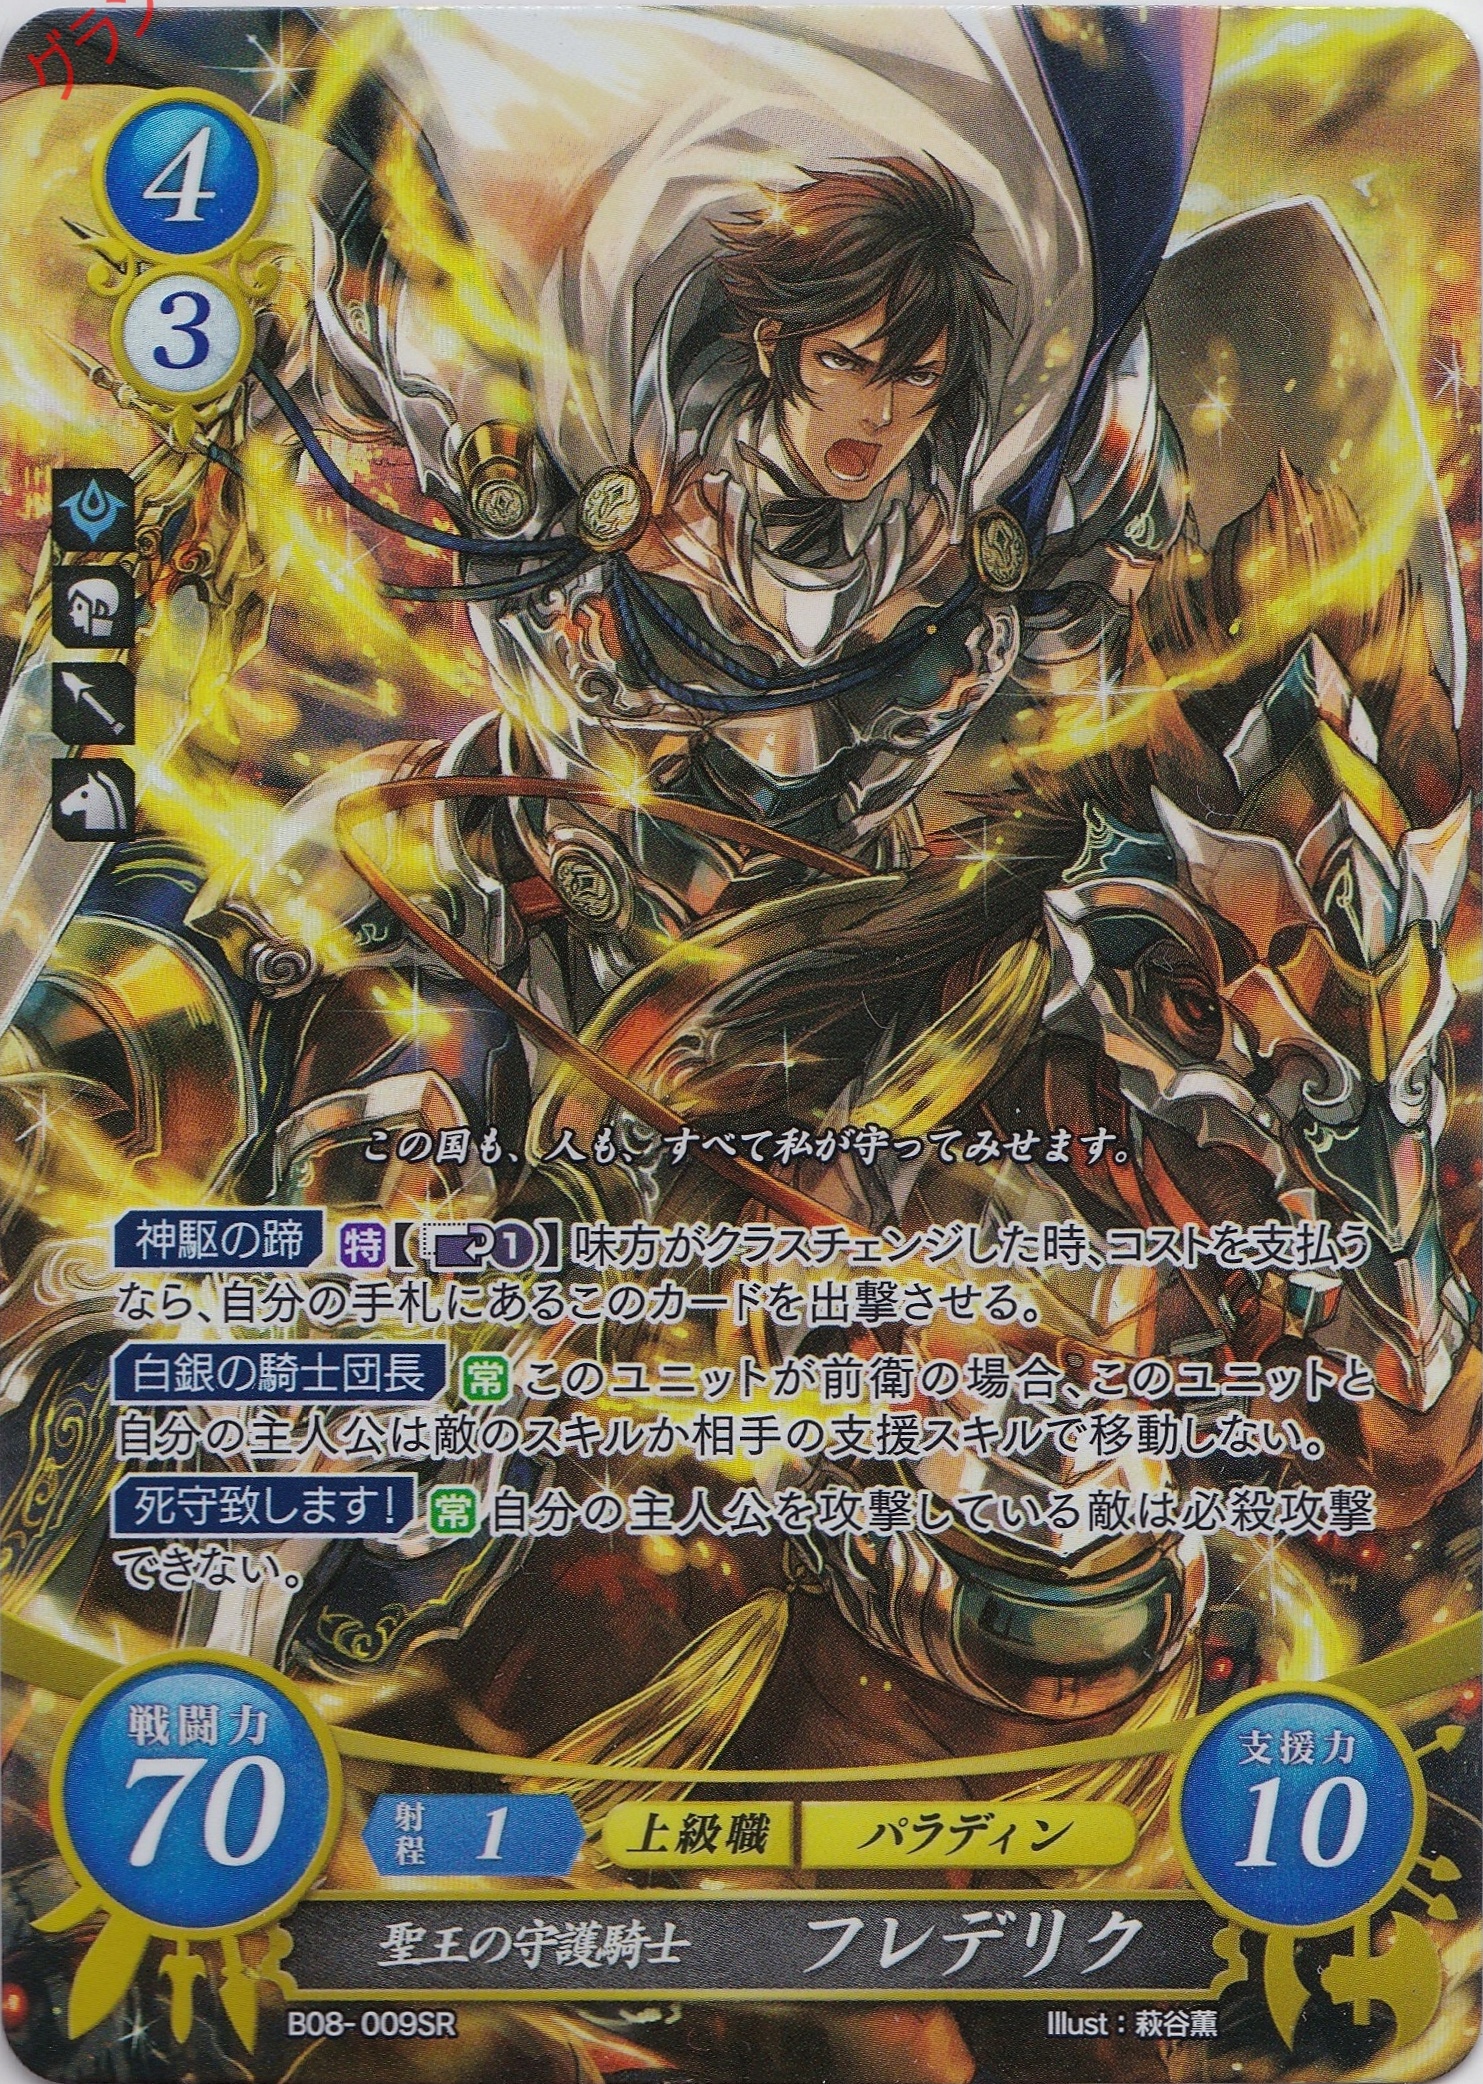 グラン
4
3
この国も、人も、すべて私が守ってみせます。
神駆の蹄 特【1】味方がクラスチェンジした時、コストを支払う
なら、自分の手札にあるこのカードを出撃させる。
白銀の騎士団長 常 このユニットが前衛の場合、このユニットと
自分の主人公は敵のスキルか相手の支援スキルで移動しない。
死守致します! 常 自分の主人公を攻撃している敵は必殺攻撃
できない。
戦闘力
70
射程 1
上級職 パラディン
支援力
10
聖王の守護騎士 フレデリク
B08-009SR Illust：萩谷薫